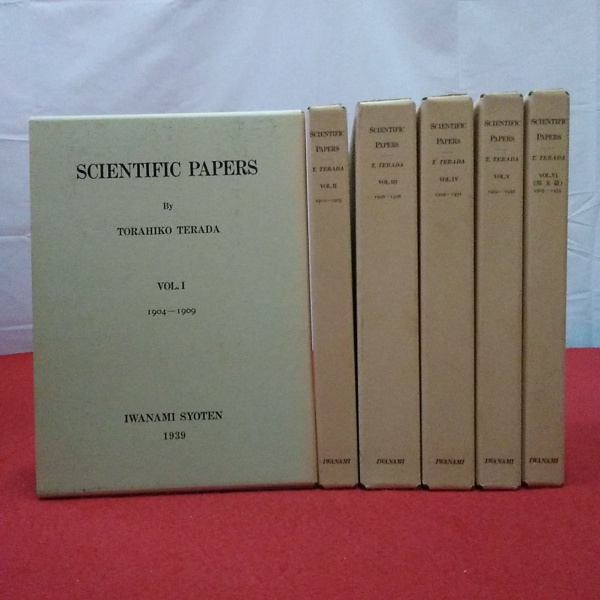 SCIENTIFIC PAPERS
By
TORAHIKO TERADA
VOL. I
1904—1909
IWANAMI SYOTEN
1939
SCIENTIFIC
PAPERS
T. TERADA
VOL. II
IWANAMI
SCIENTIFIC
PAPERS
T. TERADA
VOL. III
IWANAMI
SCIENTIFIC
PAPERS
T. TERADA
VOL. IV
IWANAMI
SCIENTIFIC
PAPERS
T. TERADA
VOL. V
IWANAMI
SCIENTIFIC
PAPERS
T. TERADA
VOL. VI
IWANAMI